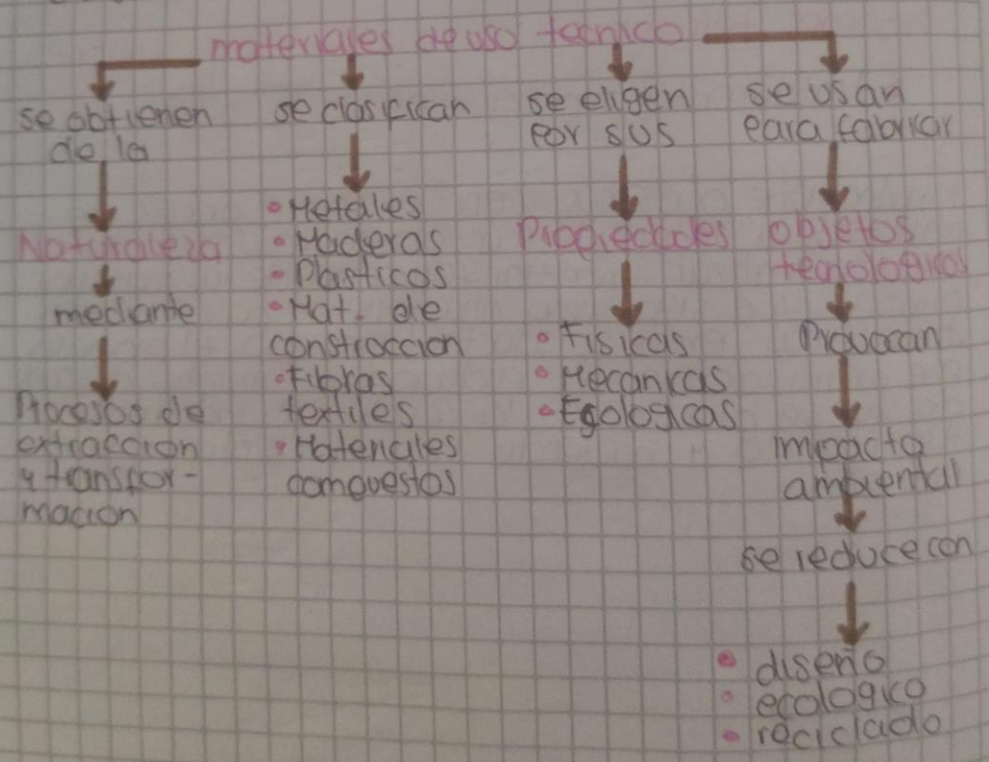 materiales de uso tecnico
se obtienen
de la
Naturaleza
mediante
Procesos de
extraccion
y transfor-
macion
se clasifican
• Metales
• Maderas
• Plasticos
• Mat. de
construccion
• Fibras
textiles
• Materiales
compuestos
se eligen
por sus
Propiedades
• Fisicas
• Mecanicas
• Egologicas
se usan
para fabricar
objetos
tecnologicos
Provocan
impacto
ambiental
se reduce con
• diseño
• ecologico
• reciclado